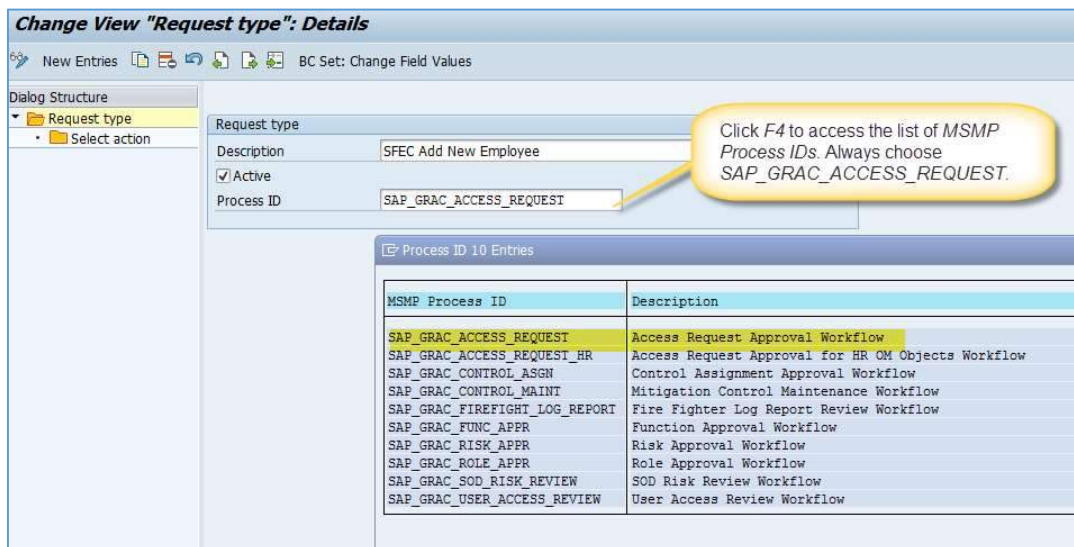 Change View "Request type": Details
New Entries BC Set: Change Field Values
Dialog Structure
Request type
Select action
Request type
Description SFEC Add New Employee
Active
Process ID SAP_GRAC_ACCESS_REQUEST
Click F4 to access the list of MSMP
Process IDs. Always choose
SAP_GRAC_ACCESS_REQUEST.
Process ID 10 Entries
MSMP Process ID Description
SAP_GRAC_ACCESS_REQUEST Access Request Approval Workflow
SAP_GRAC_ACCESS_REQUEST_HR Access Request Approval for HR OM Objects Workflow
SAP_GRAC_CONTROL_ASGN Control Assignment Approval Workflow
SAP_GRAC_CONTROL_MAINT Mitigation Control Maintenance Workflow
SAP_GRAC_FIREFIGHT_LOG_REPORT Fire Fighter Log Report Review Workflow
SAP_GRAC_FUNC_APPR Function Approval Workflow
SAP_GRAC_RISK_APPR Risk Approval Workflow
SAP_GRAC_ROLE_APPR Role Approval Workflow
SAP_GRAC_SOD_RISK_REVIEW SOD Risk Review Workflow
SAP_GRAC_USER_ACCESS_REVIEW User Access Review Workflow